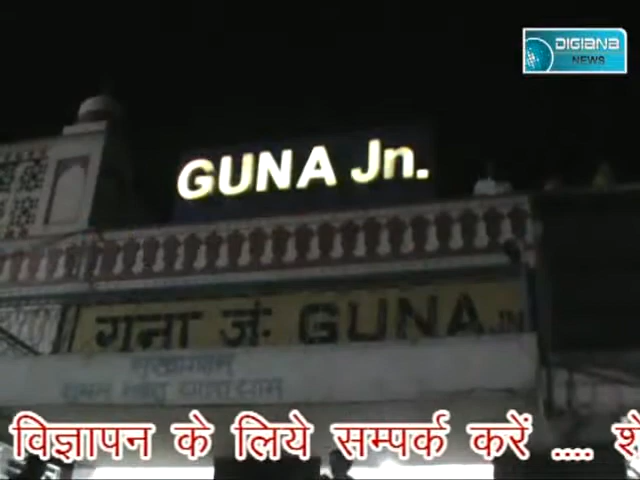 DIGIANA
NEWS
GUNA Jn.
गुना जं. GUNA JN
विज्ञापन के लिये सम्पर्क करें .... शे